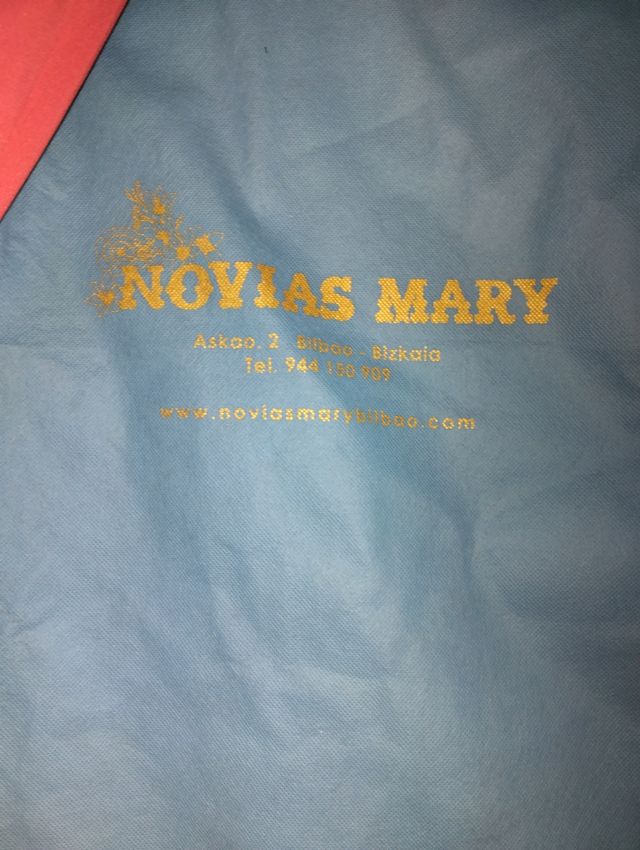 NOVIAS MARY
Askao, 2 Bilbao - Bizkaia
Tel. 944 150 909
www.noviasmarybilbao.com